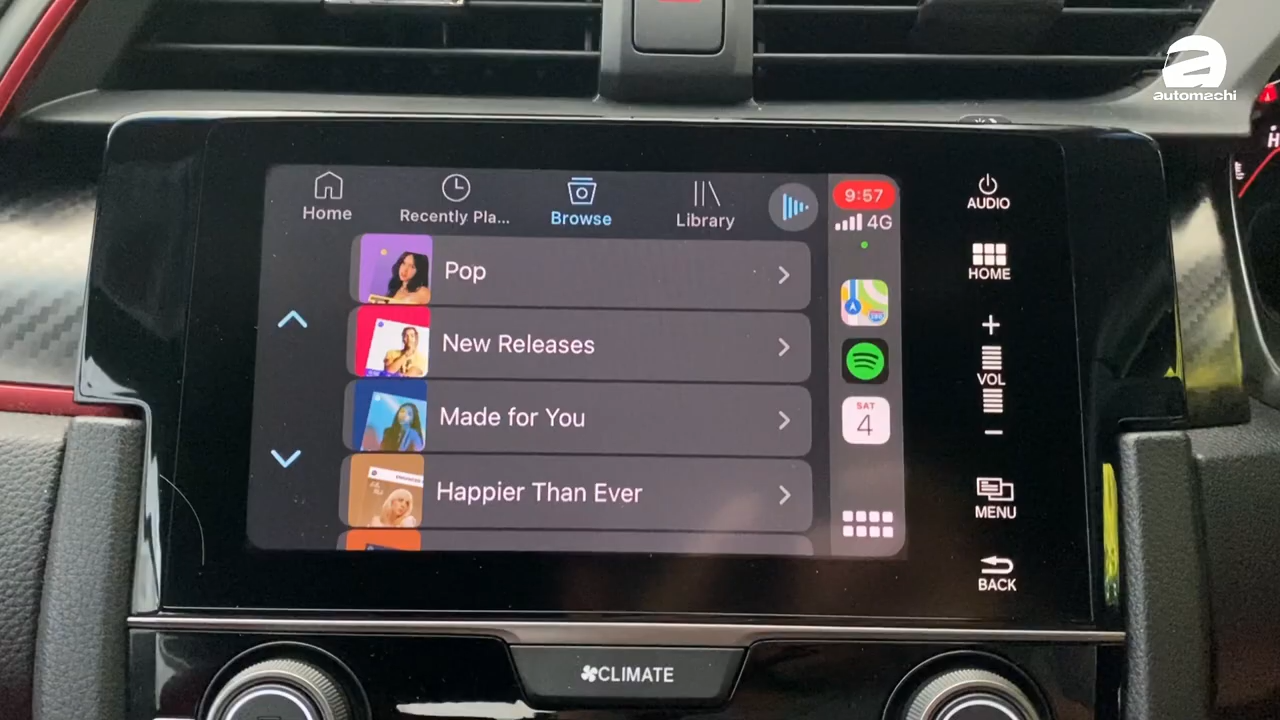 automachi
Home
Recently Pla...
Browse
Library
9:57
4G
Pop
New Releases
Made for You
Happier Than Ever
SAT
4
AUDIO
HOME
+
VOL
−
MENU
BACK
CLIMATE
H